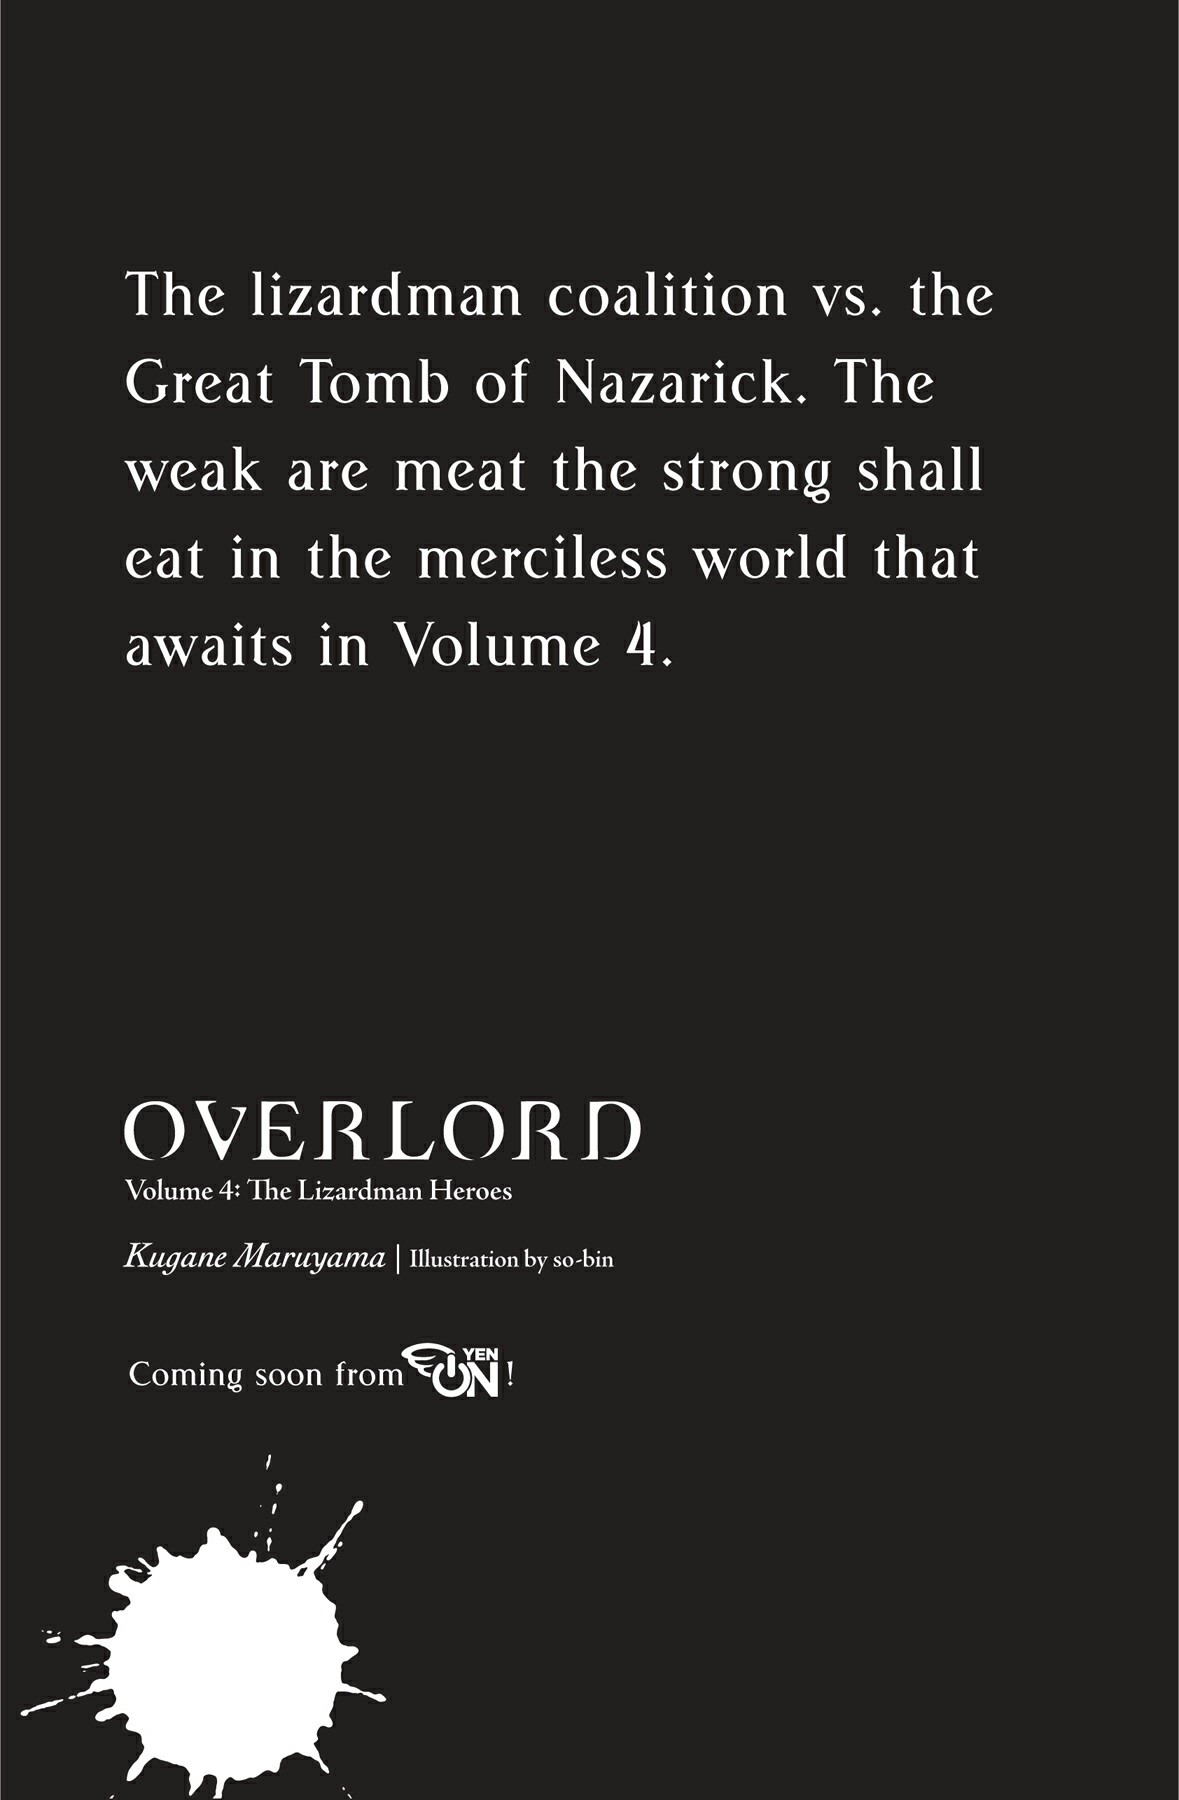 The lizardman coalition vs. the
Great Tomb of Nazarick. The
weak are meat the strong shall
eat in the merciless world that
awaits in Volume 4.
OVERLORD
Volume 4: The Lizardman Heroes
Kugane Maruyama | Illustration by so-bin
Coming soon from YEN ON!